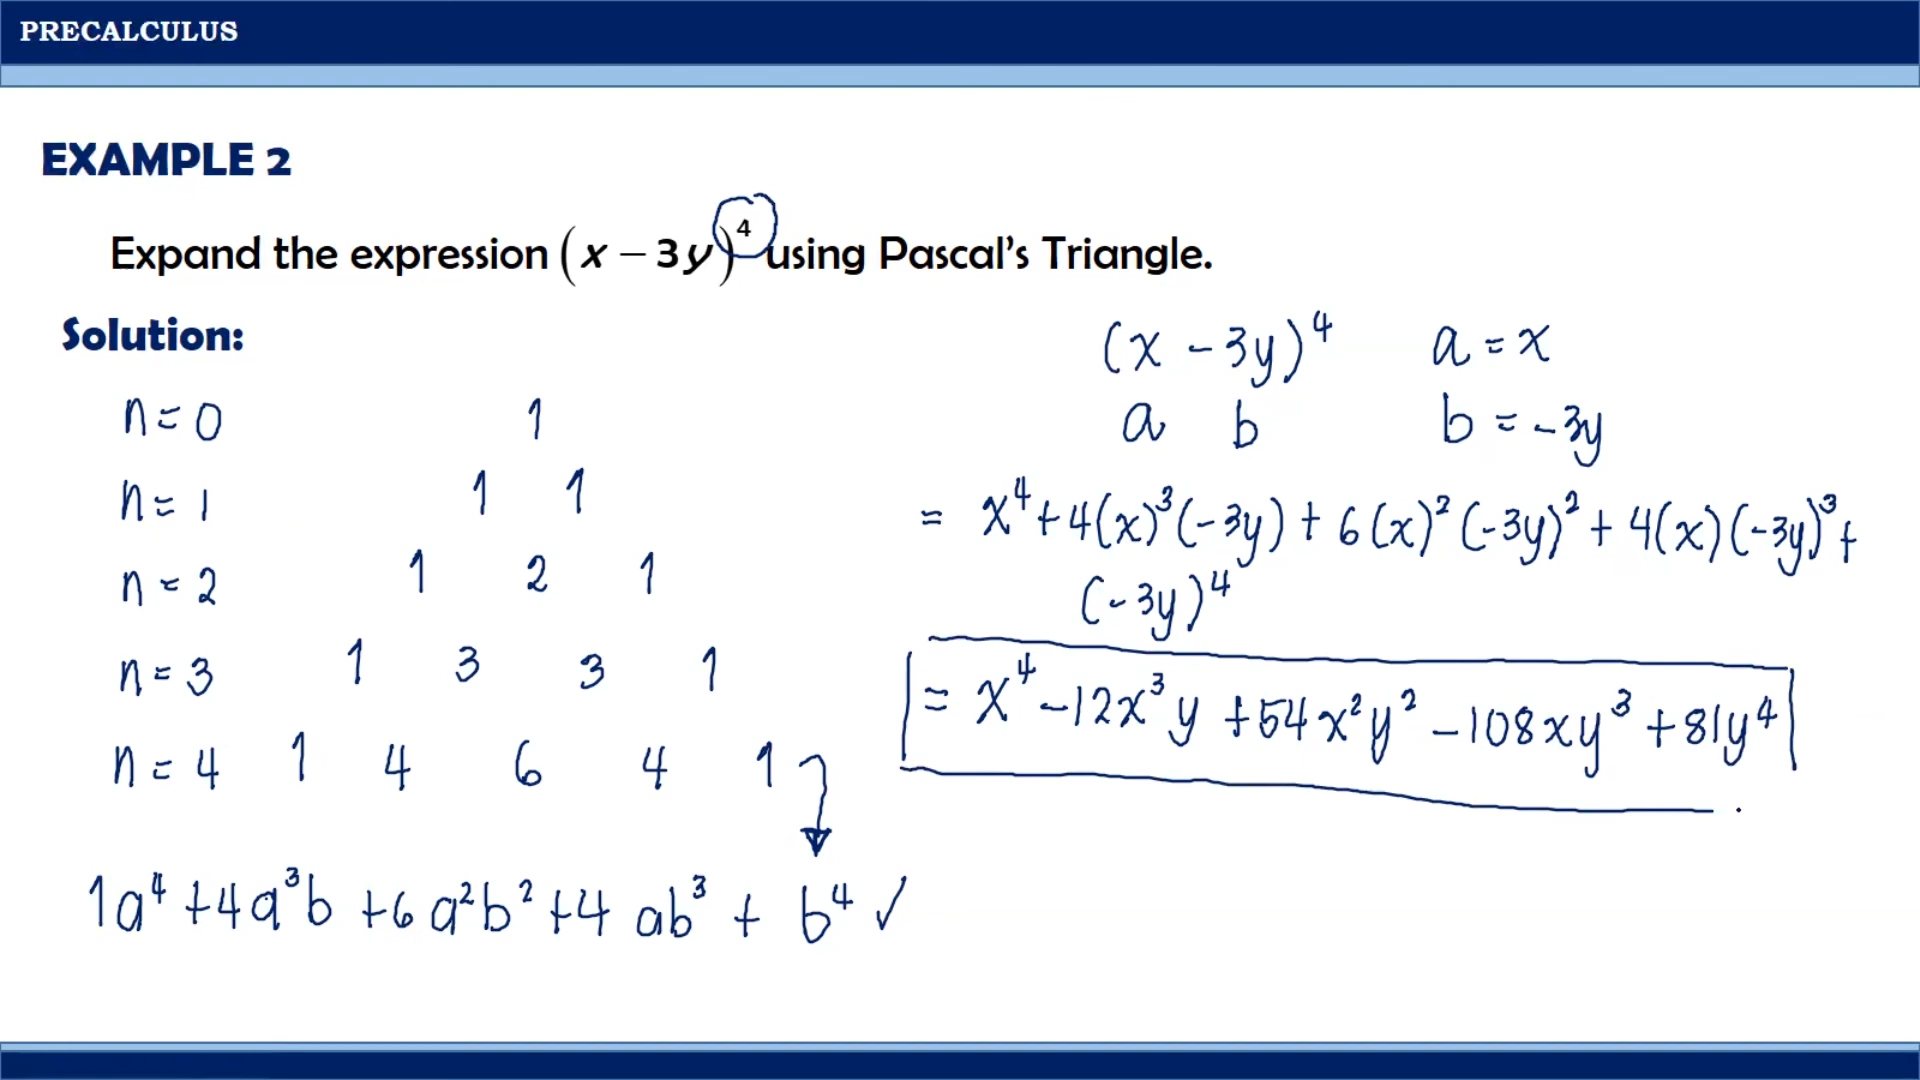 PRECALCULUS
EXAMPLE 2
Expand the expression (x – 3y)⁴ using Pascal's Triangle.
Solution:
n = 0 1
n = 1 1 1
n = 2 1 2 1
n = 3 1 3 3 1
n = 4 1 4 6 4 1
1a⁴ + 4a³b + 6a²b² + 4ab³ + b⁴ ✓
(x - 3y)⁴ a = x
a b b = -3y
= x⁴ + 4(x)³(-3y) + 6(x)²(-3y)² + 4(x)(-3y)³ +
(-3y)⁴
= x⁴ - 12x³y + 54x²y² - 108xy³ + 81y⁴